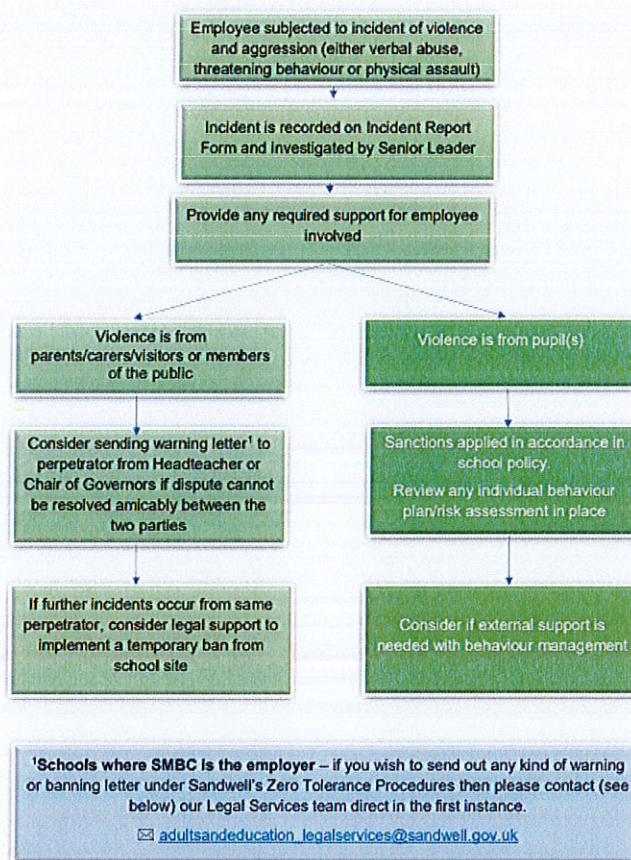 Employee subjected to incident of violence
and aggression (either verbal abuse,
threatening behaviour or physical assault)
Incident is recorded on Incident Report
Form and investigated by Senior Leader
Provide any required support for employee
involved
Violence is from
parents/carers/visitors or members
of the public
Consider sending warning letter¹ to
perpetrator from Headteacher or
Chair of Governors if dispute cannot
be resolved amicably between the
two parties
If further incidents occur from same
perpetrator, consider legal support to
implement a temporary ban from
school site
Violence is from pupil(s)
Sanctions applied in accordance in
school policy.
Review any individual behaviour
plan/risk assessment in place
Consider if external support is
needed with behaviour management
¹Schools where SMBC is the employer – if you wish to send out any kind of warning
or banning letter under Sandwell's Zero Tolerance Procedures then please contact (see
below) our Legal Services team direct in the first instance.
✉ adultsandeducation_legalservices@sandwell.gov.uk